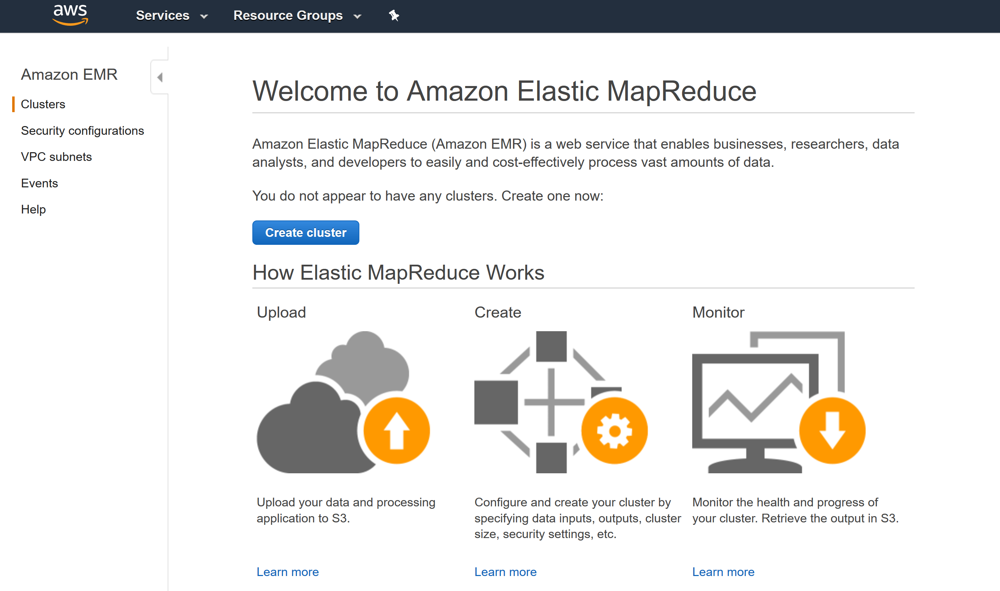 aws
Services
Resource Groups
Amazon EMR
Clusters
Security configurations
VPC subnets
Events
Help
Welcome to Amazon Elastic MapReduce
Amazon Elastic MapReduce (Amazon EMR) is a web service that enables businesses, researchers, data
analysts, and developers to easily and cost-effectively process vast amounts of data.
You do not appear to have any clusters. Create one now:
Create cluster
How Elastic MapReduce Works
Upload
Upload your data and processing
application to S3.
Learn more
Create
Configure and create your cluster by
specifying data inputs, outputs, cluster
size, security settings, etc.
Learn more
Monitor
Monitor the health and progress of
your cluster. Retrieve the output in S3.
Learn more